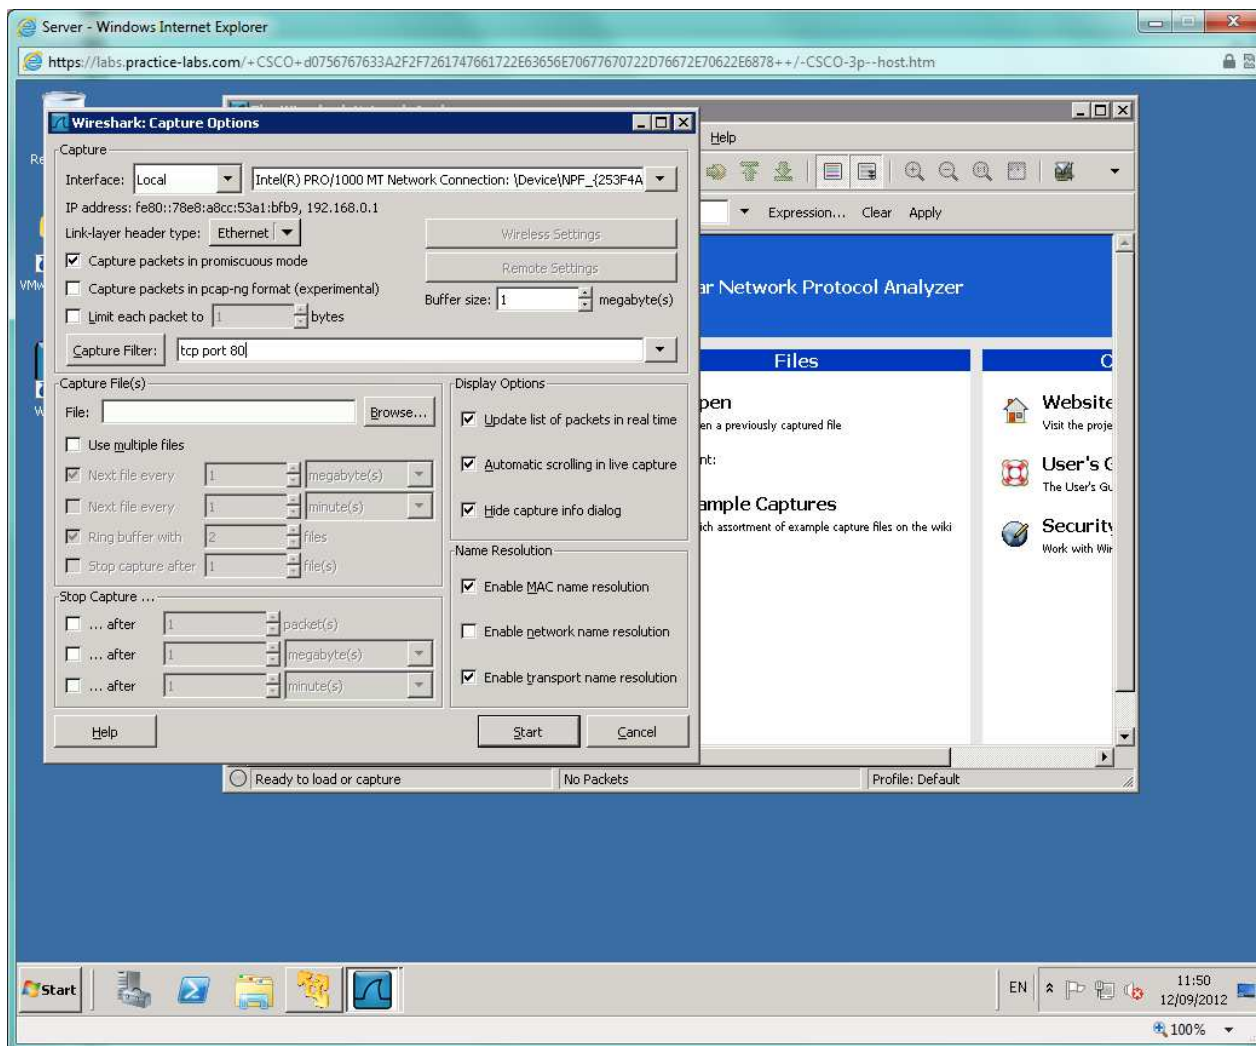 Server - Windows Internet Explorer
https://labs.practice-labs.com/+CSCO+d0756767633A2F2F7261747661722E63656E70677670722D76672E70622E6878++/-CSCO-3p--host.htm
Wireshark: Capture Options
Help
Capture
Interface: Local Intel(R) PRO/1000 MT Network Connection: \Device\NPF_{253F4A
IP address: fe80::78e8:a8cc:53a1:bfb9, 192.168.0.1
Link-layer header type: Ethernet Wireless Settings
Capture packets in promiscuous mode Remote Settings
Capture packets in pcap-ng format (experimental) Buffer size: 1 megabyte(s)
Limit each packet to 1 bytes
Capture Filter: tcp port 80
Capture File(s)
File: Browse...
Use multiple files
Next file every 1 megabyte(s)
Next file every 1 minute(s)
Ring buffer with 2 files
Stop capture after 1 file(s)
Stop Capture ...
... after 1 packet(s)
... after 1 megabyte(s)
... after 1 minute(s)
Display Options
Update list of packets in real time
Automatic scrolling in live capture
Hide capture info dialog
Name Resolution
Enable MAC name resolution
Enable network name resolution
Enable transport name resolution
Help Start Cancel
Expression... Clear Apply
ar Network Protocol Analyzer
Files
pen
en a previously captured file
nt:
ample Captures
ich assortment of example capture files on the wiki
C
Website
Visit the proje
User's G
The User's Gu
Security
Work with Wir
Ready to load or capture No Packets Profile: Default
Re
VMw
W
Start
EN 11:50
12/09/2012
100%